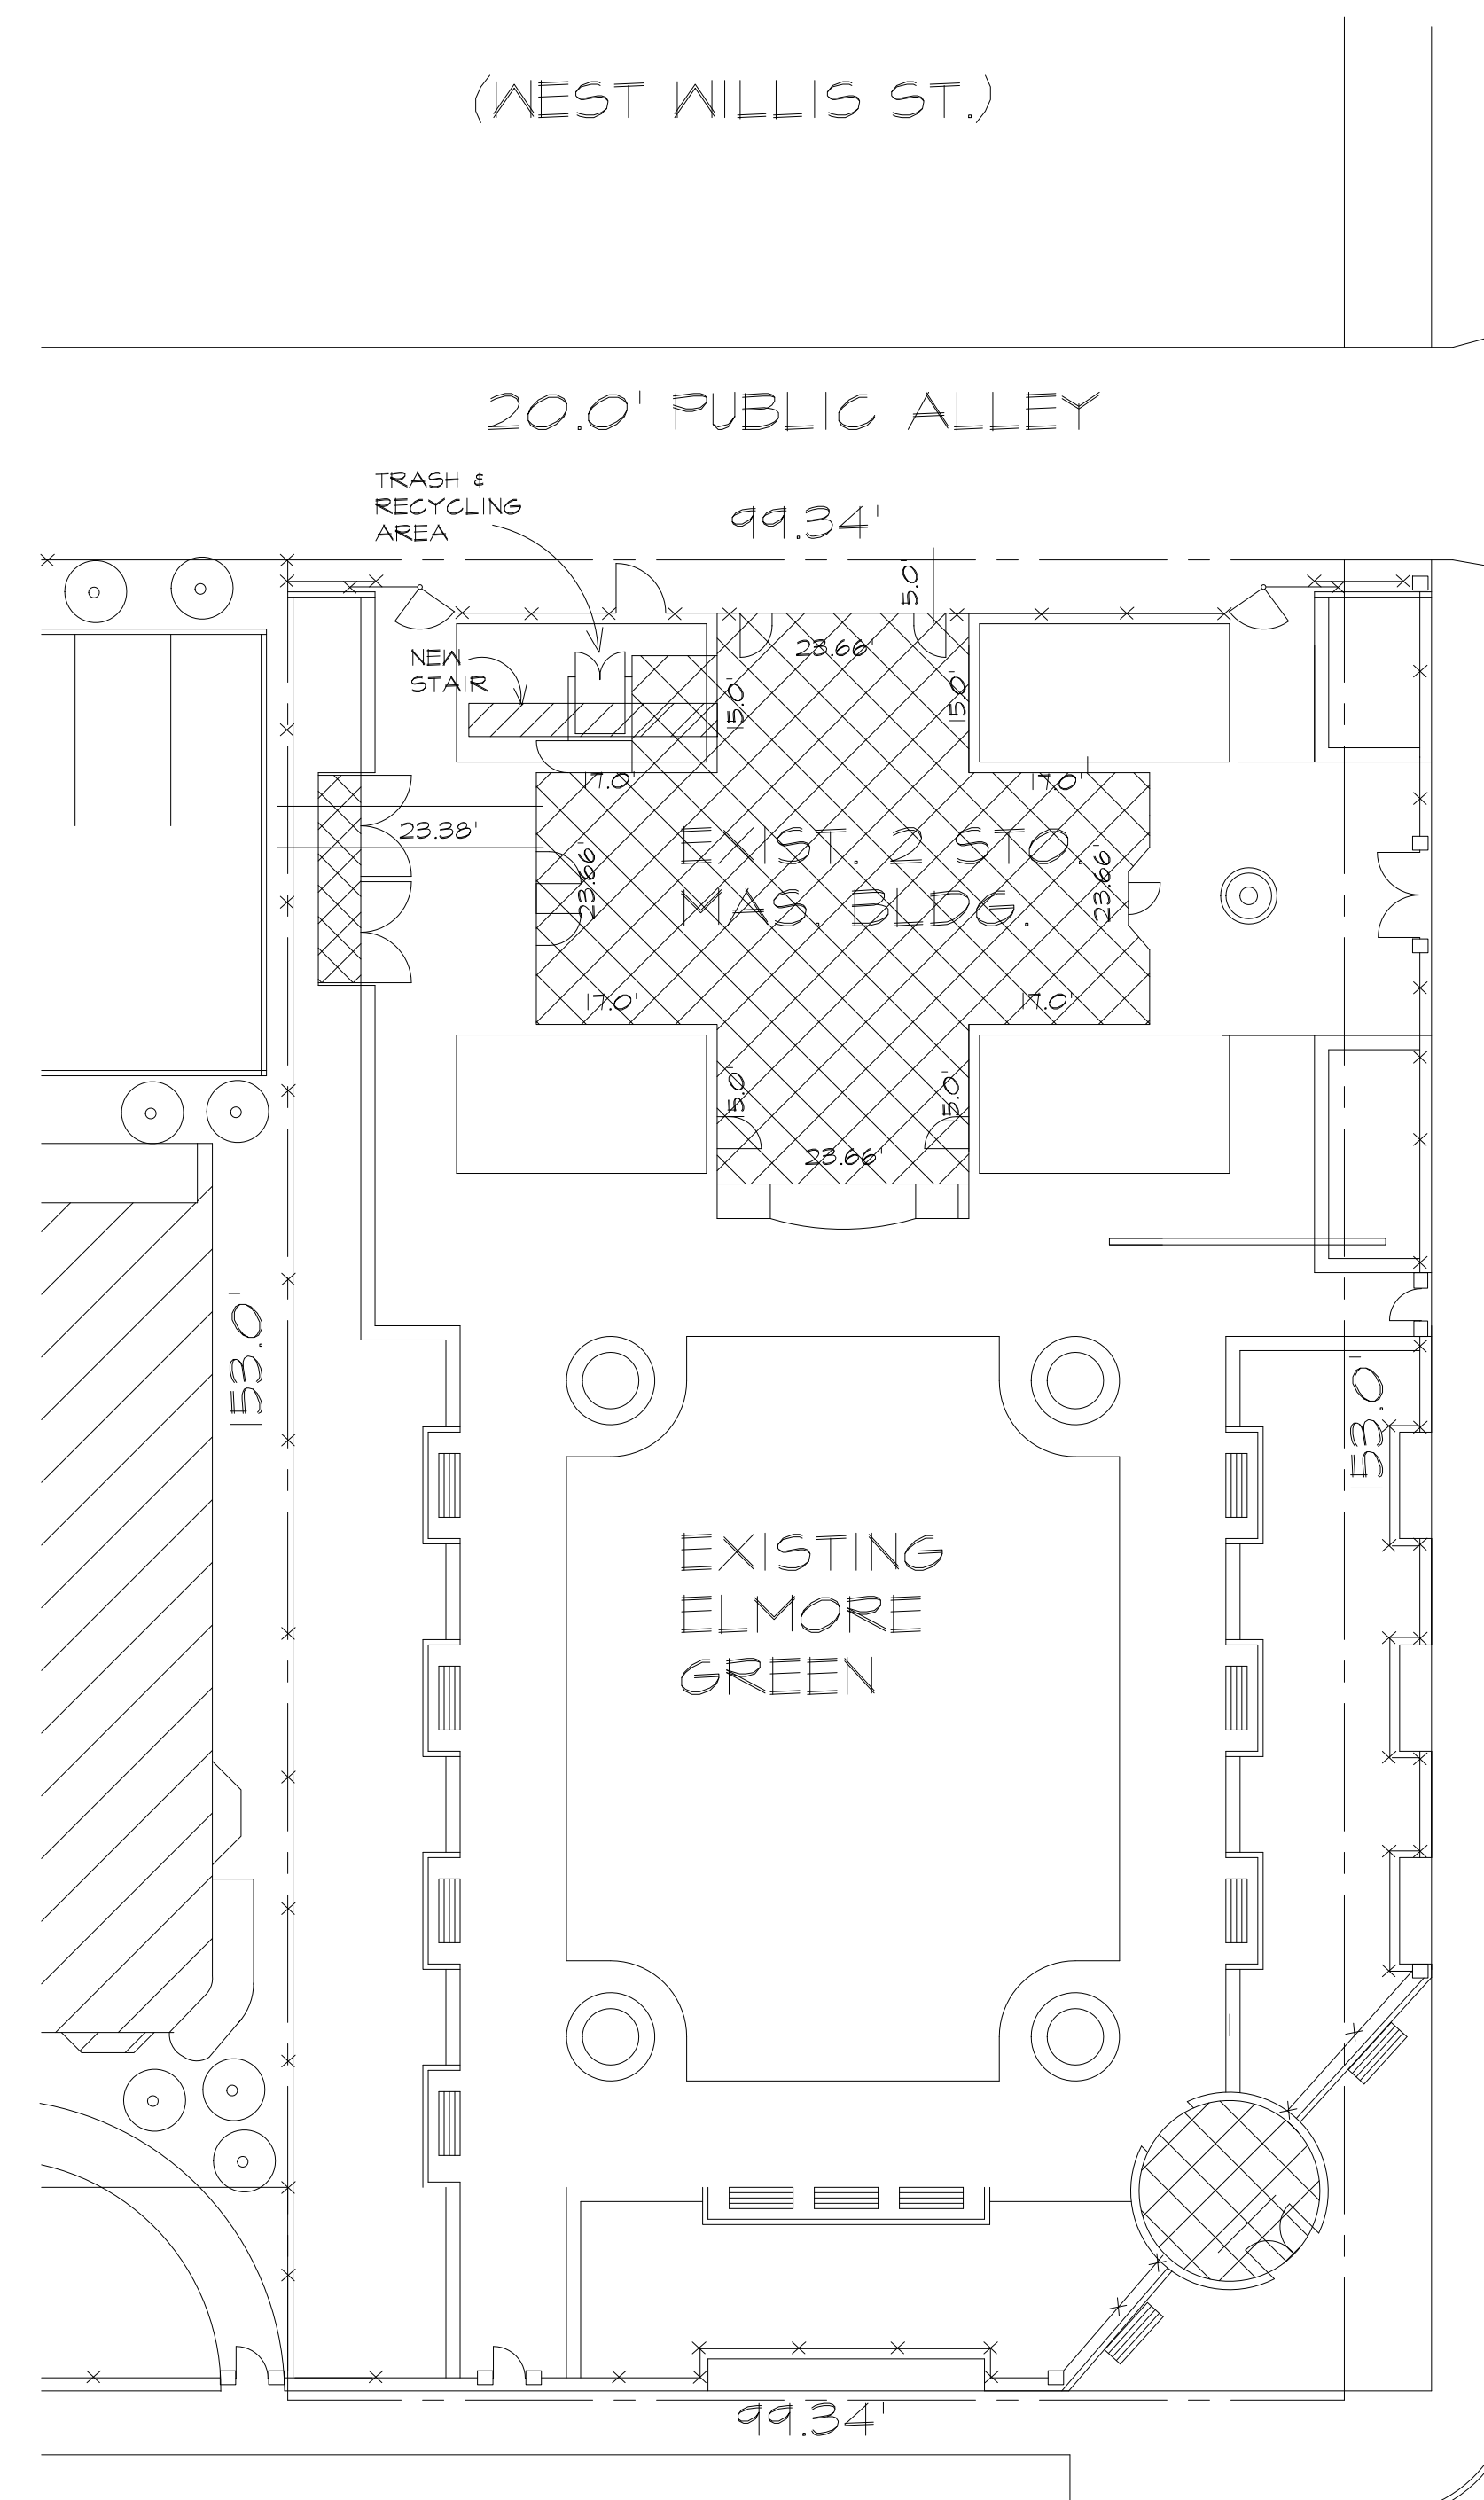 (WEST WILLIS ST.)
20.0' PUBLIC ALLEY
TRASH &
RECYCLING
AREA
99.34'
5.0'
23.66'
NEW
STAIR
15.0'
15.0'
17.0'
17.0'
23.38'
EXIST. 2 STO.
MAS. BLDG.
23.66'
23.66'
17.0'
17.0'
15.0'
15.0'
23.66'
153.0'
153.0'
EXISTING
ELMORE
GREEN
99.34'